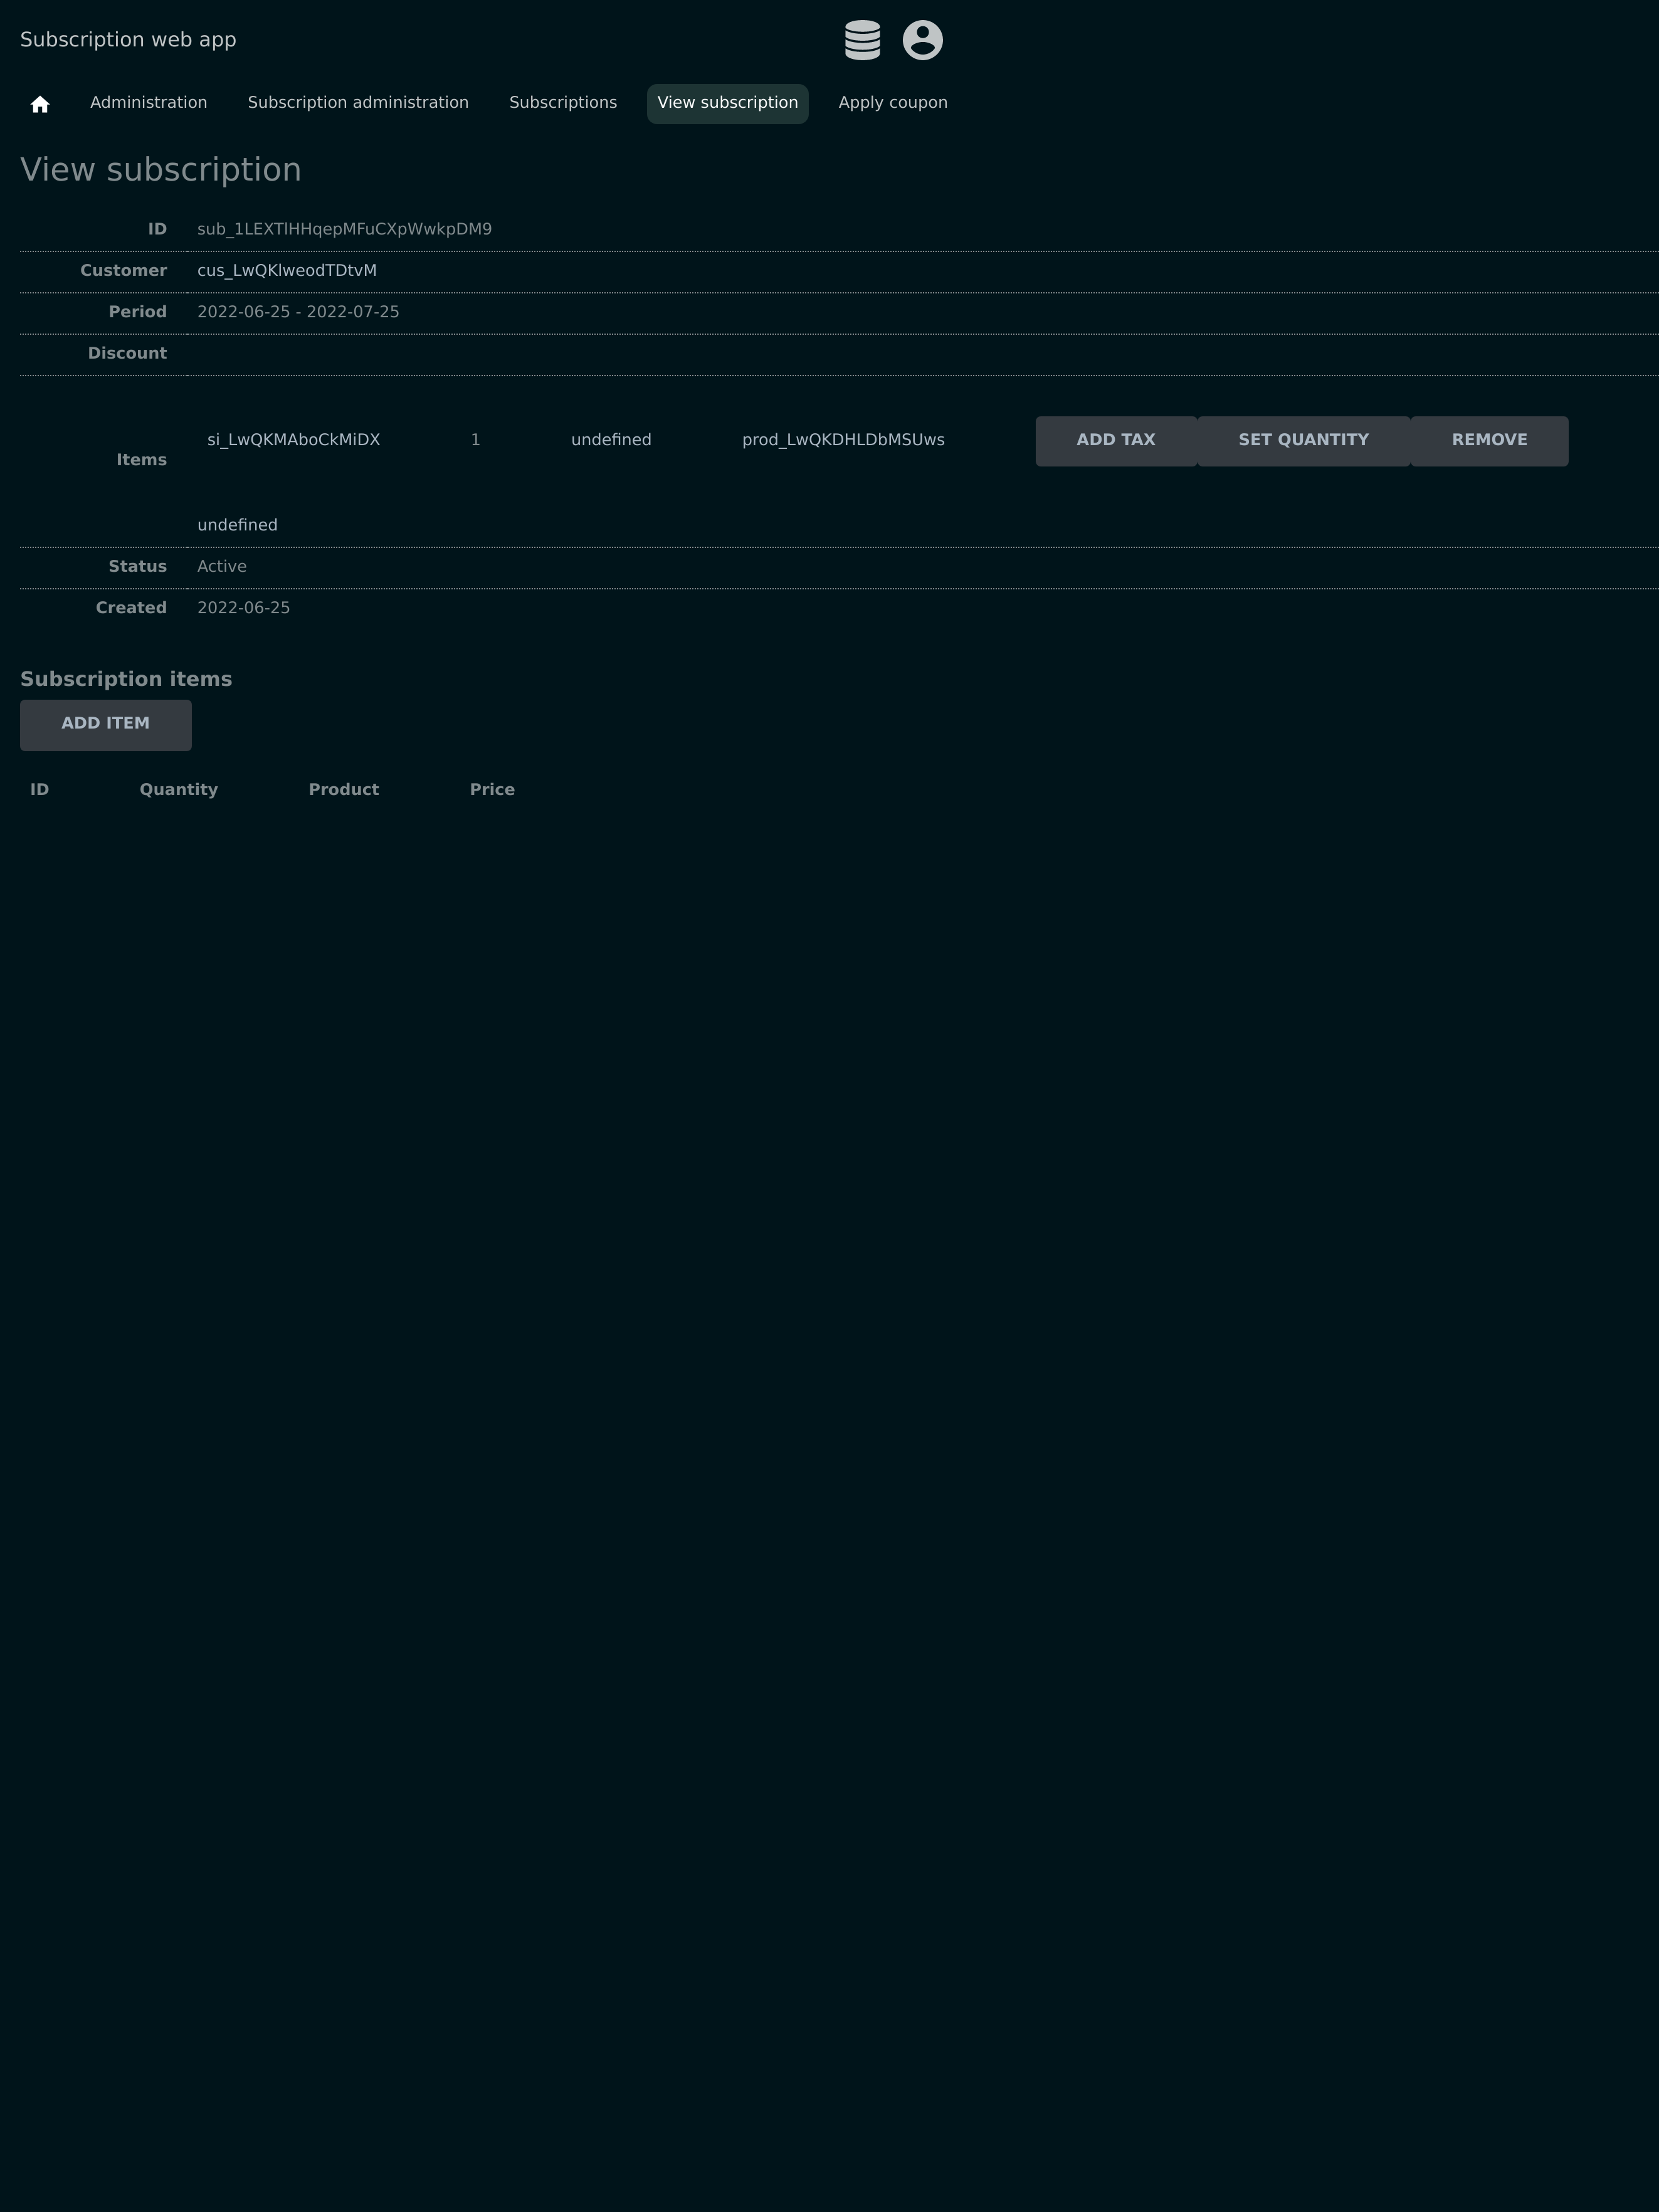 Subscription web app
Administration Subscription administration Subscriptions View subscription Apply coupon
View subscription
ID sub_1LEXTlHHqepMFuCXpWwkpDM9
Customer cus_LwQKlweodTDtvM
Period 2022-06-25 - 2022-07-25
Discount
Items si_LwQKMAboCkMiDX 1 undefined prod_LwQKDHLDbMSUws ADD TAX SET QUANTITY REMOVE
undefined
Status Active
Created 2022-06-25
Subscription items
ADD ITEM
ID Quantity Product Price